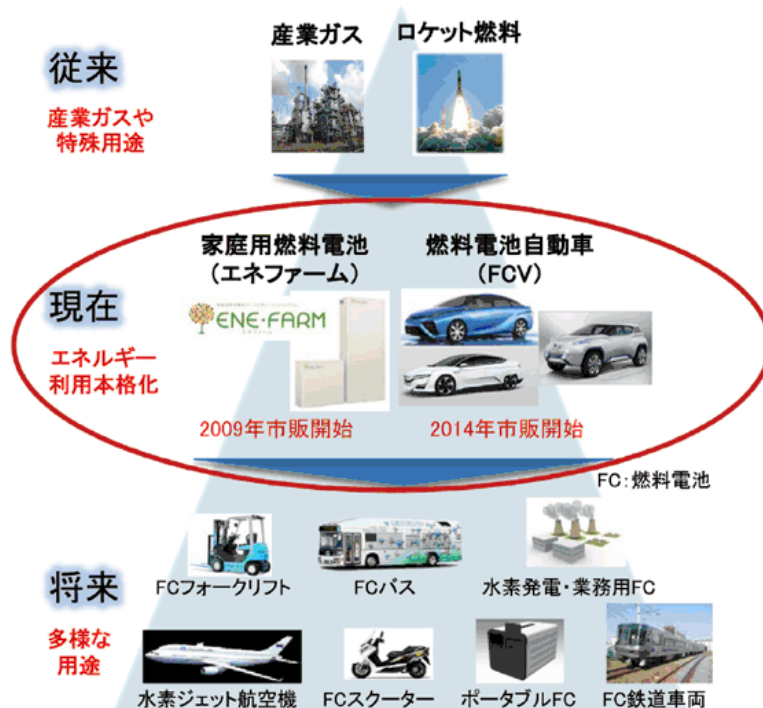 産業ガス
ロケット燃料
従来
産業ガスや
特殊用途
家庭用燃料電池
(エネファーム)
燃料電池自動車
(FCV)
現在
エネルギー
利用本格化
ENE・FARM
2009年市販開始
2014年市販開始
FC:燃料電池
将来
多様な
用途
FCフォークリフト
FCバス
水素発電・業務用FC
水素ジェット航空機
FCスクーター
ポータブルFC
FC鉄道車両